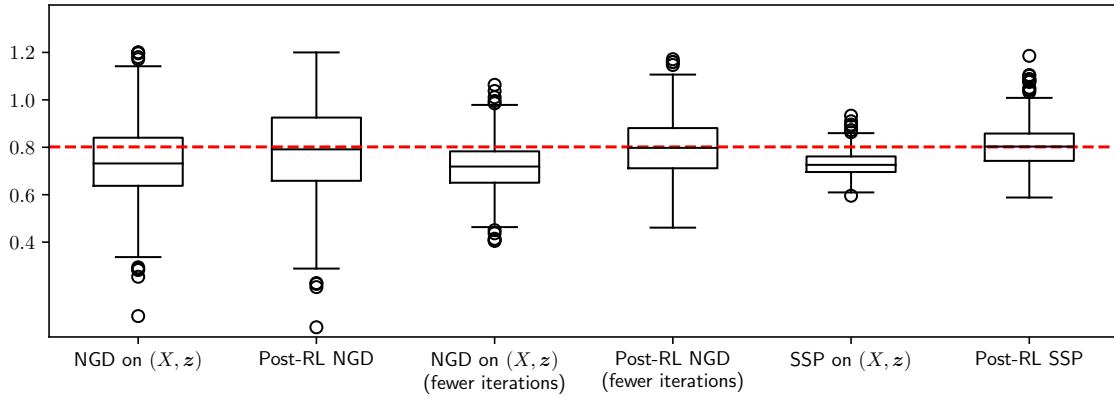 1.2
1.0
0.8
0.6
0.4
NGD on (X, z)
Post-RL NGD
NGD on (X, z)
(fewer iterations)
Post-RL NGD
(fewer iterations)
SSP on (X, z)
Post-RL SSP